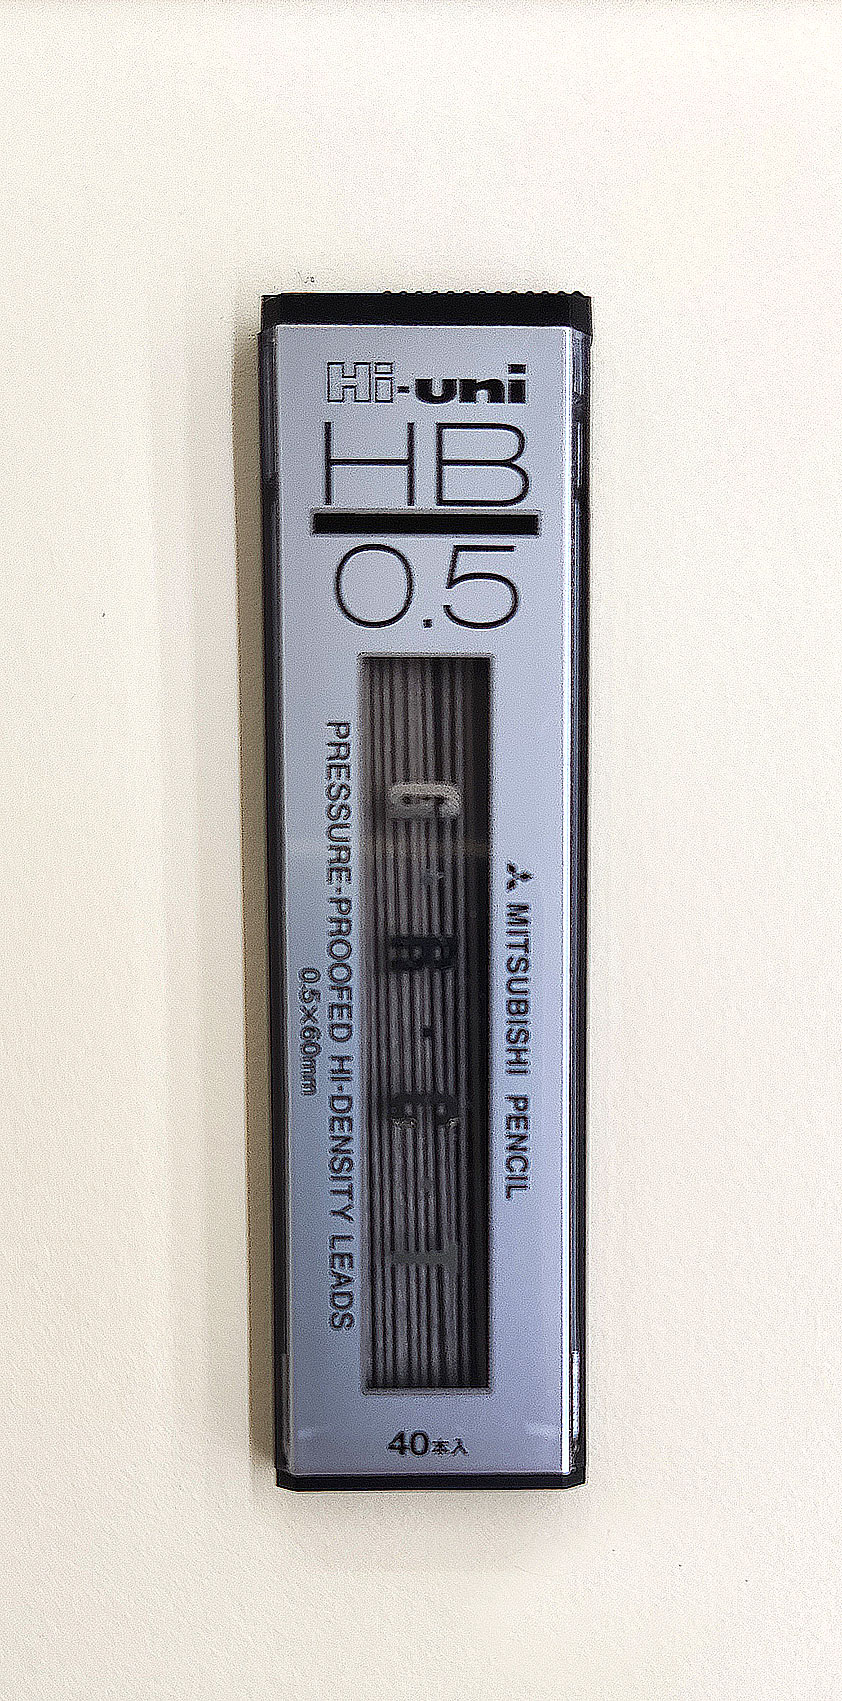 Hi-uni
HB
0.5
MITSUBISHI PENCIL
PRESSURE-PROOFED HI-DENSITY LEADS
0.5×60mm
40本入